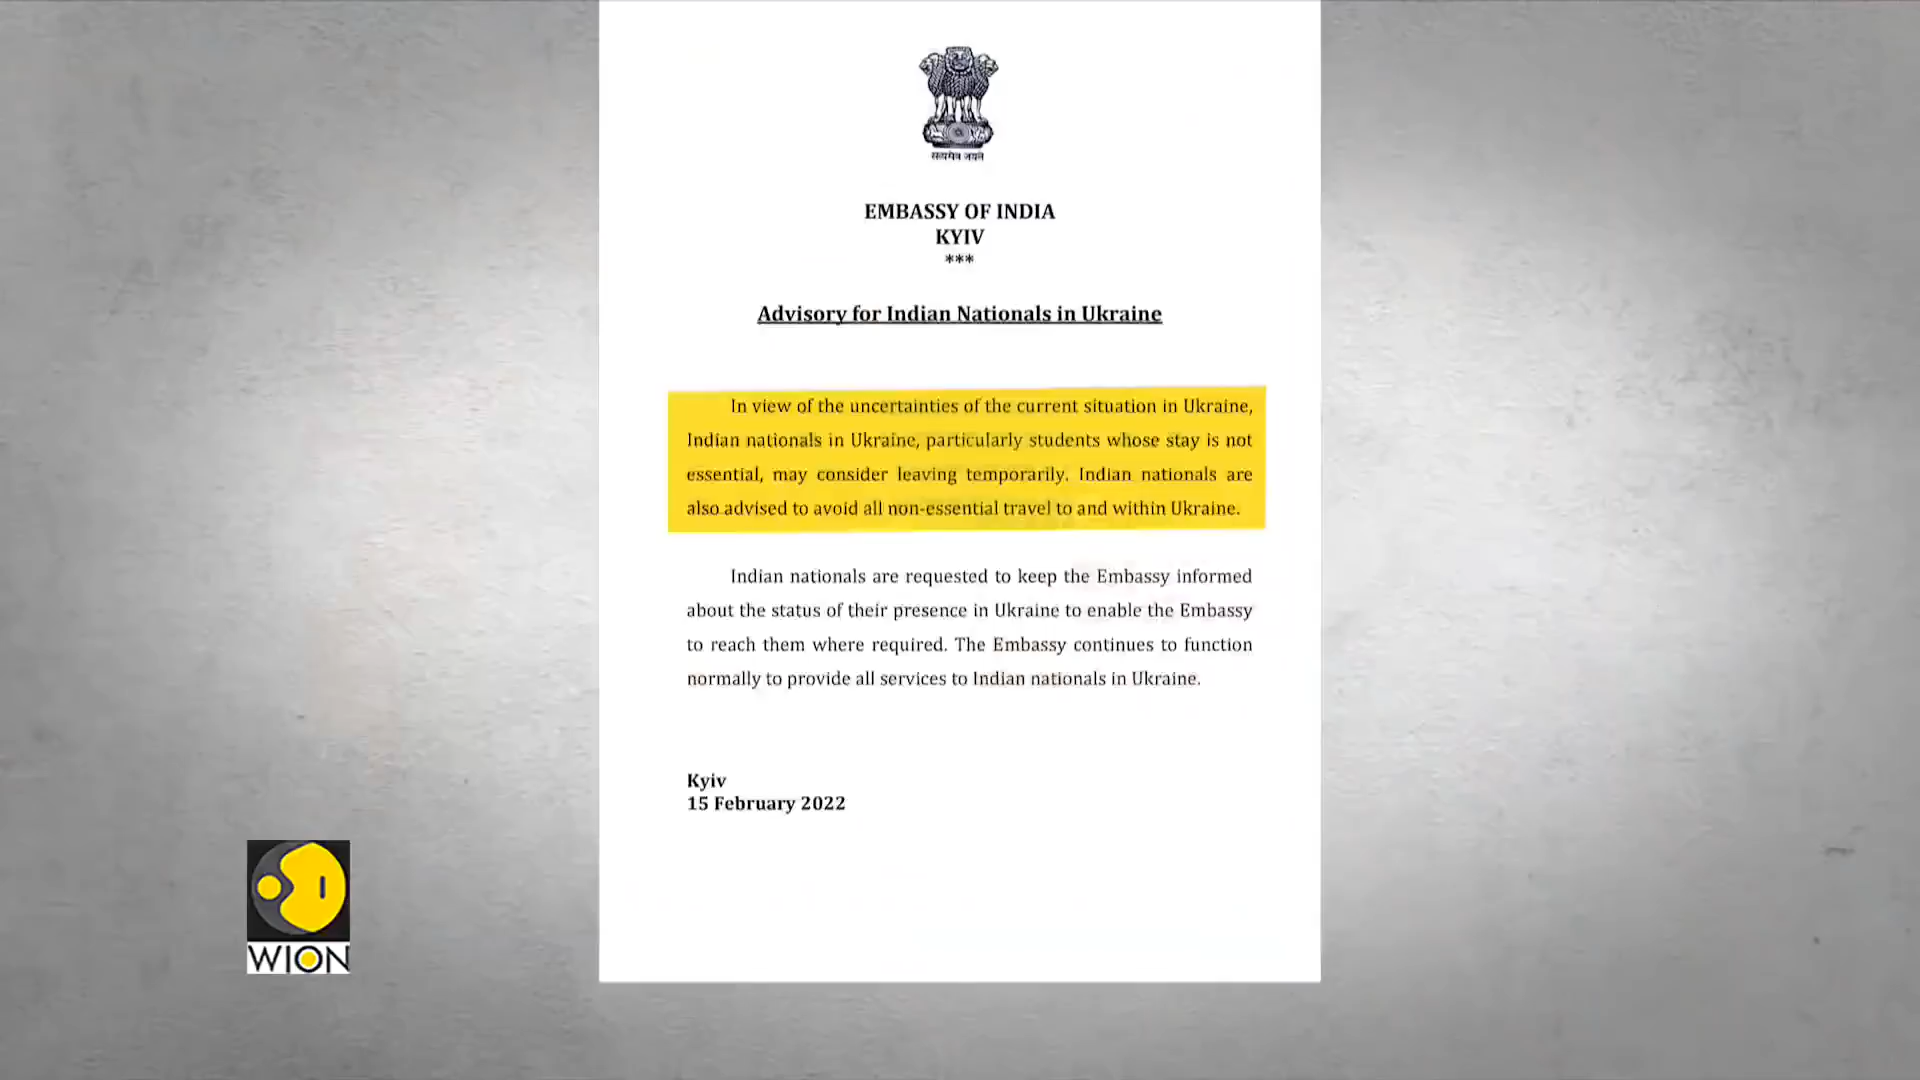 सत्यमेव जयते
EMBASSY OF INDIA
KYIV
***
Advisory for Indian Nationals in Ukraine
In view of the uncertainties of the current situation in Ukraine,
Indian nationals in Ukraine, particularly students whose stay is not
essential, may consider leaving temporarily. Indian nationals are
also advised to avoid all non-essential travel to and within Ukraine.
Indian nationals are requested to keep the Embassy informed
about the status of their presence in Ukraine to enable the Embassy
to reach them where required. The Embassy continues to function
normally to provide all services to Indian nationals in Ukraine.
Kyiv
15 February 2022
WION